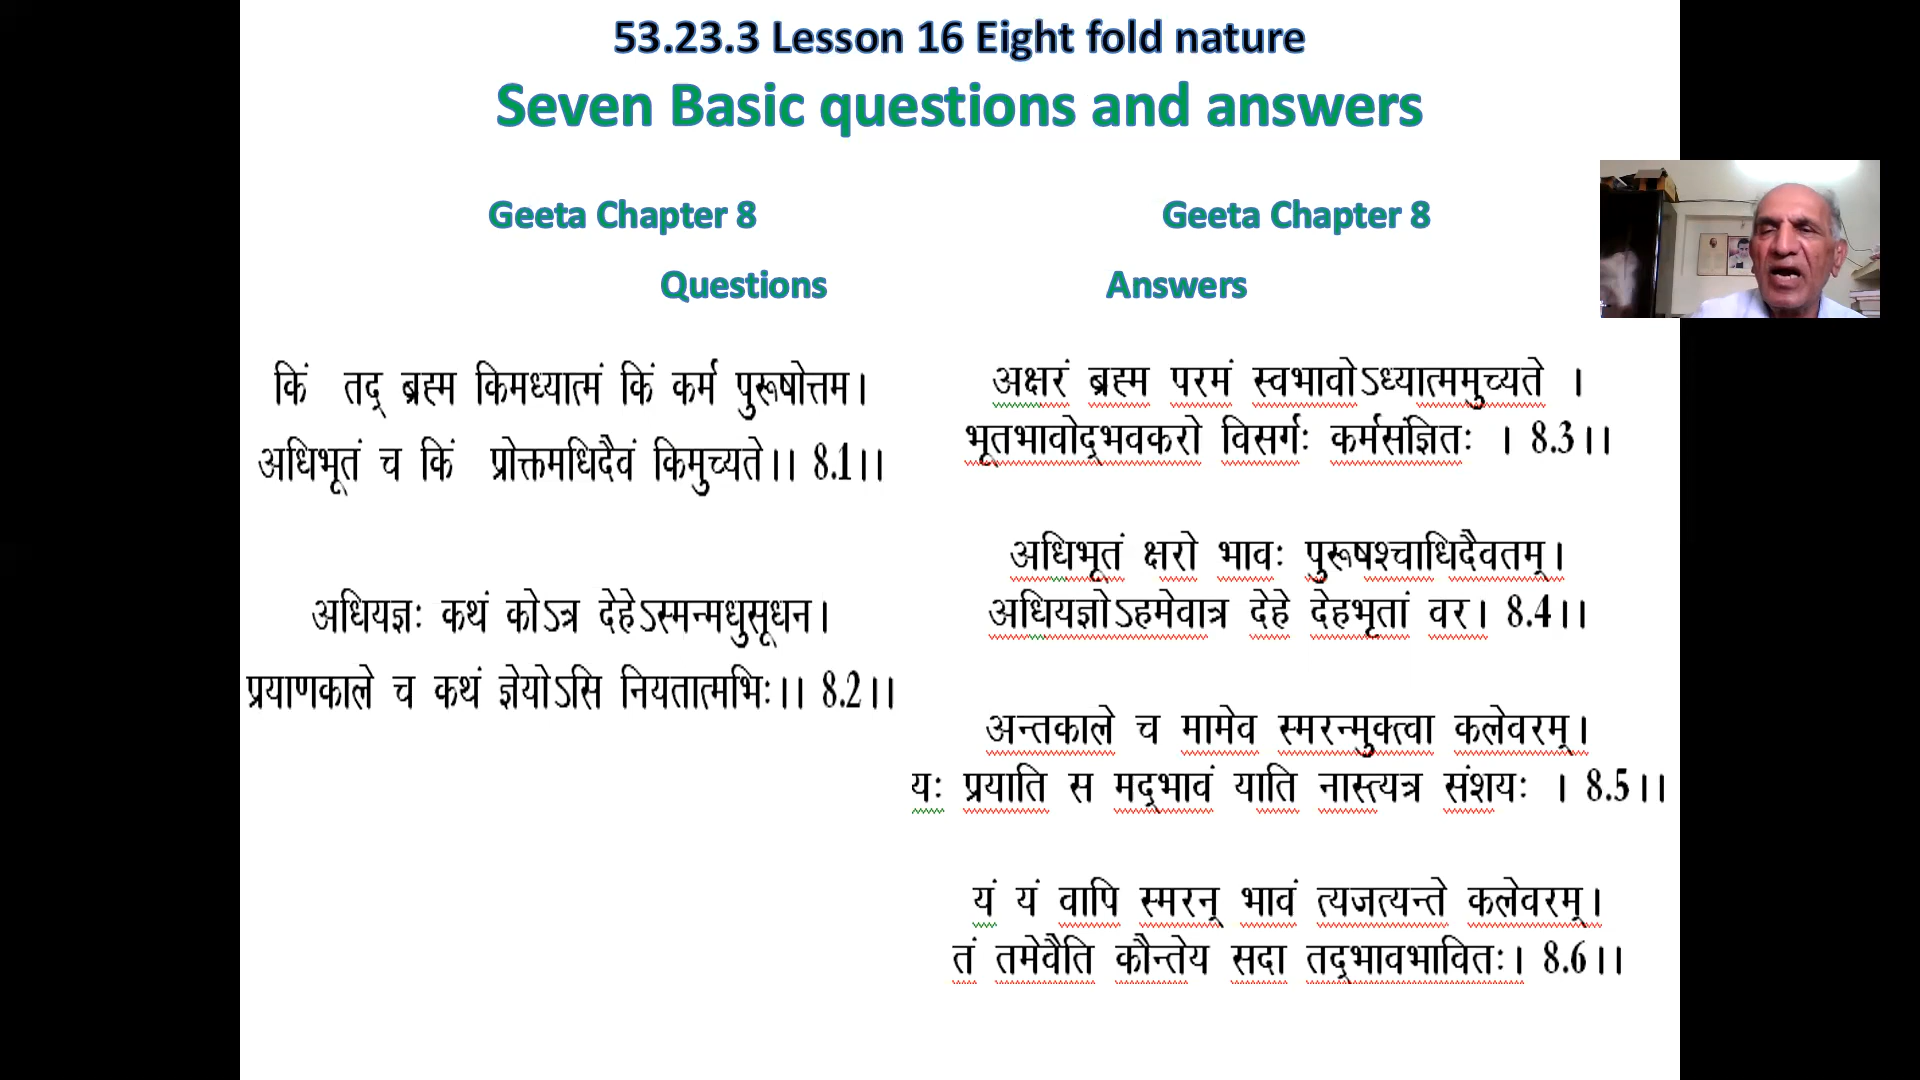 53.23.3 Lesson 16 Eight fold nature
Seven Basic questions and answers
Geeta Chapter 8
Questions
किं तद् ब्रह्म किमध्यात्मं किं कर्म पुरूषोत्तम।
अधिभूतं च किं प्रोक्तमधिदैवं किमुच्यते।। 8.1।।
अधियज्ञः कथं कोऽत्र देहेऽस्मन्मधुसूधन।
प्रयाणकाले च कथं ज्ञेयोऽसि नियतात्मभिः।। 8.2।।
Geeta Chapter 8
Answers
अक्षरं ब्रह्म परमं स्वभावोऽध्यात्ममुच्यते ।
भूतभावोद्भवकरो विसर्गः कर्मसंज्ञितः । 8.3।।
अधिभूतं क्षरो भावः पुरूषश्चाधिदैवतम्।
अधियज्ञोऽहमेवात्र देहे देहभृतां वर। 8.4।।
अन्तकाले च मामेव स्मरन्मुक्त्वा कलेवरम्।
यः प्रयाति स मद्भावं याति नास्त्यत्र संशयः । 8.5।।
यं यं वापि स्मरन् भावं त्यजत्यन्ते कलेवरम्।
तं तमेवैति कौन्तेय सदा तद्भावभावितः। 8.6।।